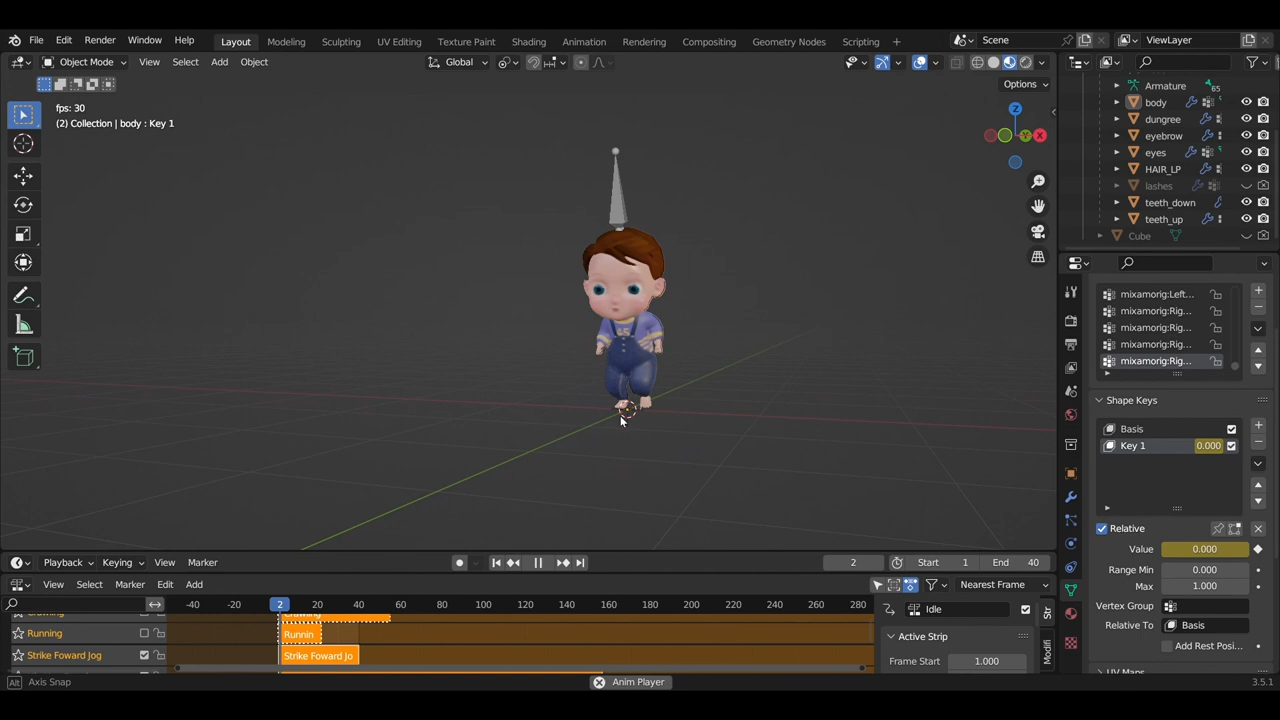 File Edit Render Window Help Layout Modeling Sculpting UV Editing Texture Paint Shading Animation Rendering Compositing Geometry Nodes Scripting + Scene ViewLayer
Object Mode View Select Add Object Global
Options
fps: 30
(2) Collection | body : Key 1
Z
Y
X
Armature 65
body
dungree
eyebrow
eyes
HAIR_LP
lashes
teeth_down
teeth_up
Cube
mixamorig:Left...
mixamorig:Rig...
mixamorig:Rig...
mixamorig:Rig...
mixamorig:Rig...
Shape Keys
Basis
Key 1 0.000
Relative
Value 0.000
Range Min 0.000
Max 1.000
Vertex Group
Relative To Basis
Add Rest Posi...
Playback Keying View Marker 2 Start 1 End 40
View Select Marker Edit Add Nearest Frame
-40 -20 2 20 40 60 80 100 120 140 160 180 200 220 240 260 280
Idle
Running Runnin
Strike Foward Jog Strike Foward Jo
Active Strip
Frame Start 1.000
Str
Modifi
Alt Axis Snap Anim Player 3.5.1